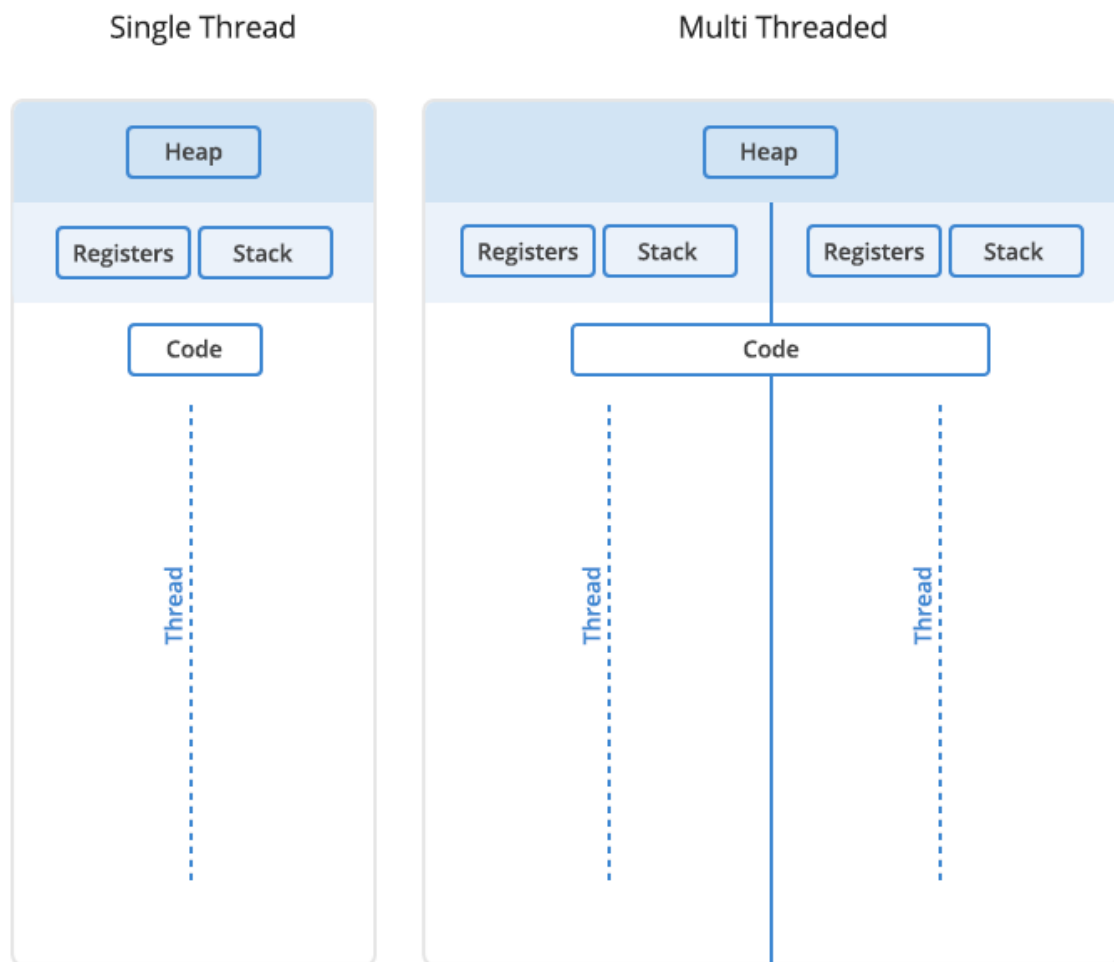 Single Thread
Multi Threaded
Heap
Heap
Registers Stack
Registers Stack
Registers Stack
Code
Code
Thread
Thread
Thread